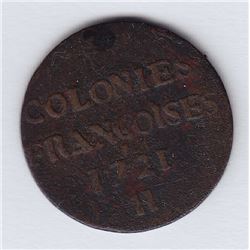 COLONIES
FRANÇOISES
1721
H